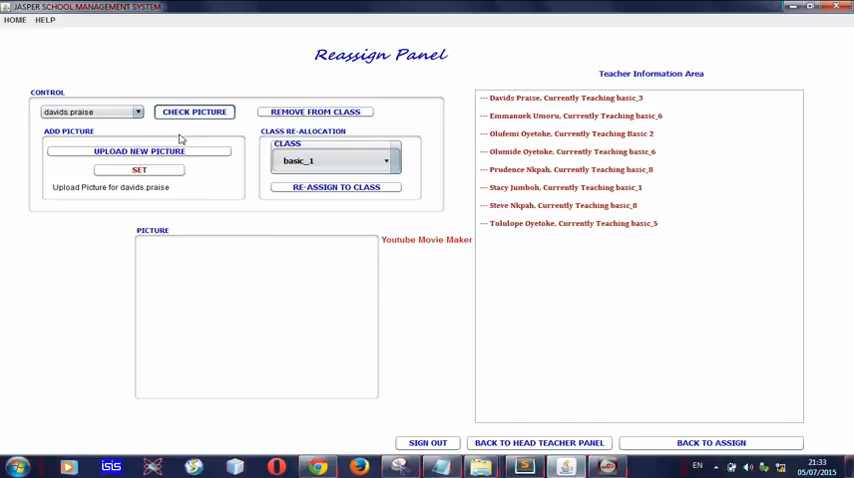 JASPER SCHOOL MANAGEMENT SYSTEM
HOME HELP
Reassign Panel
Teacher Information Area
CONTROL
davids.praise
CHECK PICTURE
REMOVE FROM CLASS
ADD PICTURE
UPLOAD NEW PICTURE
SET
Upload Picture for davids.praise
CLASS RE-ALLOCATION
CLASS
basic_1
RE-ASSIGN TO CLASS
PICTURE
Youtube Movie Maker
--- Davids Praise, Currently Teaching basic_3
--- Emmanuek Umoru, Currently Teaching basic_6
--- Olufemi Oyetoke, Currently Teaching Basic 2
--- Olumide Oyetoke, Currently Teaching basic_6
--- Prudence Nkpah, Currently Teaching basic_8
--- Stacy Jumboh, Currently Teaching basic_1
--- Steve Nkpah, Currently Teaching basic_8
--- Tolulope Oyetoke, Currently Teaching basic_5
SIGN OUT
BACK TO HEAD TEACHER PANEL
BACK TO ASSIGN
isis
EN
21:33
05/07/2015